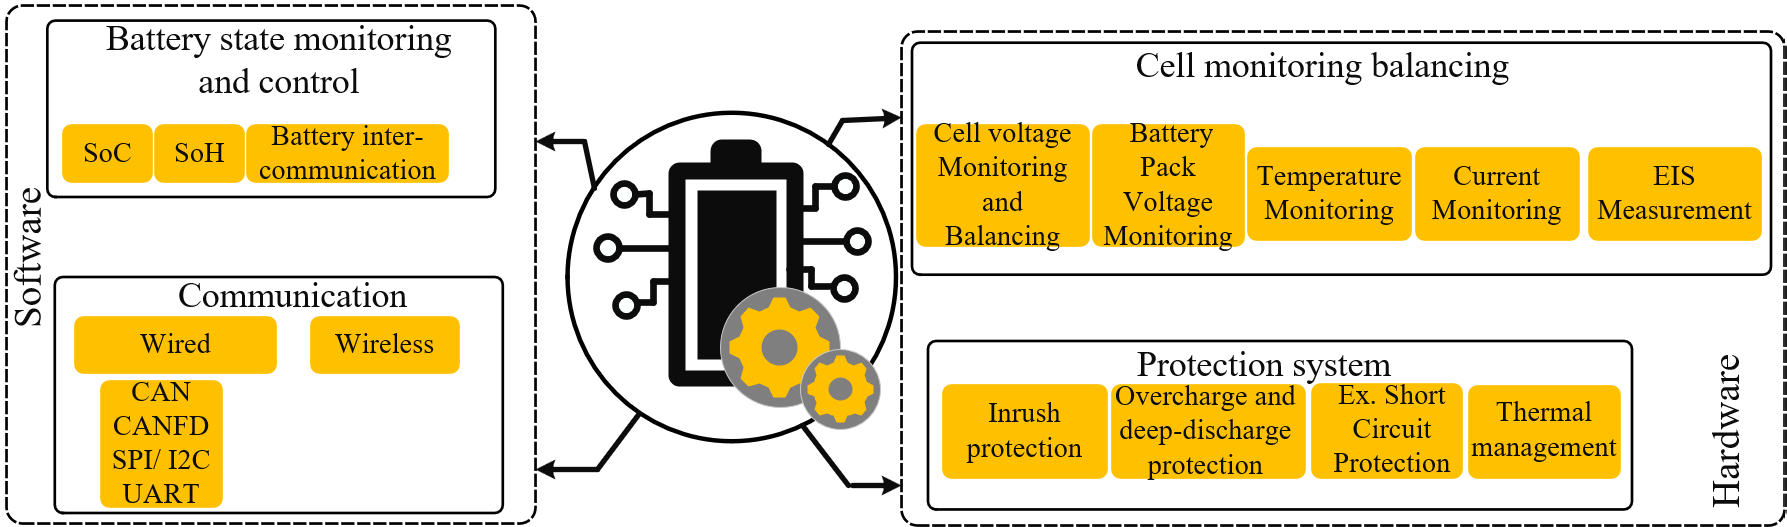 Software
Battery state monitoring
and control
SoC
SoH
Battery inter-
communication
Communication
Wired
Wireless
CAN
CANFD
SPI/ I2C
UART
Cell monitoring balancing
Cell voltage
Monitoring
and
Balancing
Battery
Pack
Voltage
Monitoring
Temperature
Monitoring
Current
Monitoring
EIS
Measurement
Protection system
Inrush
protection
Overcharge and
deep-discharge
protection
Ex. Short
Circuit
Protection
Thermal
management
Hardware